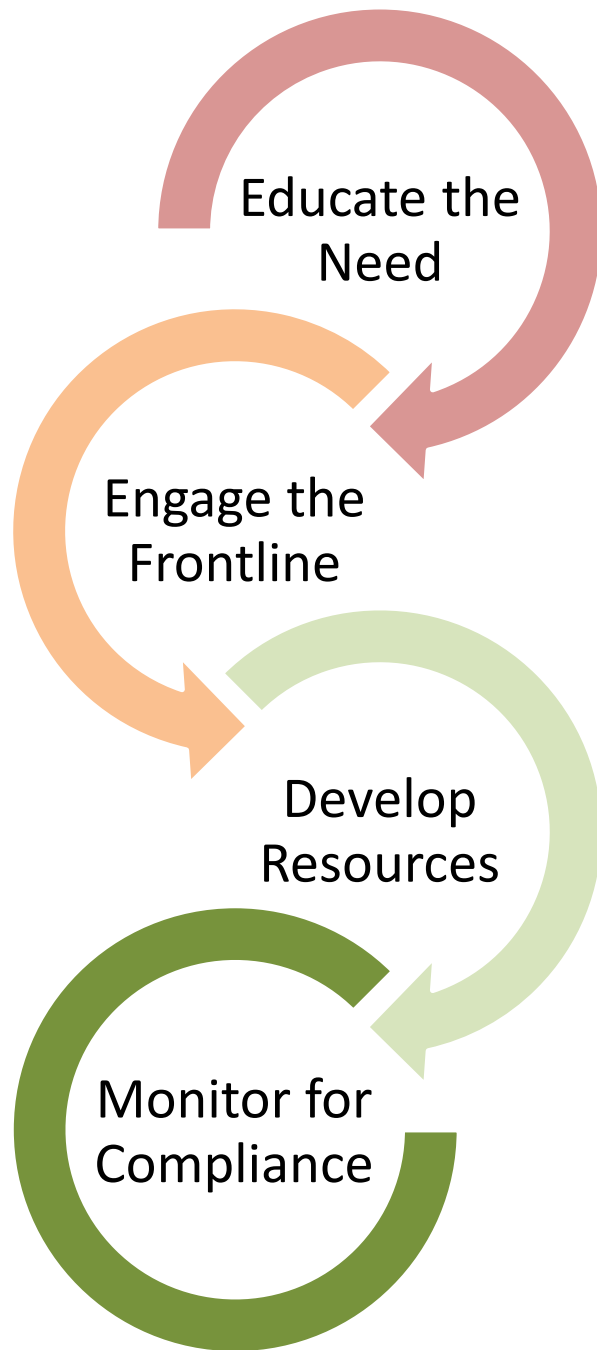 Educate the
Need
Engage the
Frontline
Develop
Resources
Monitor for
Compliance